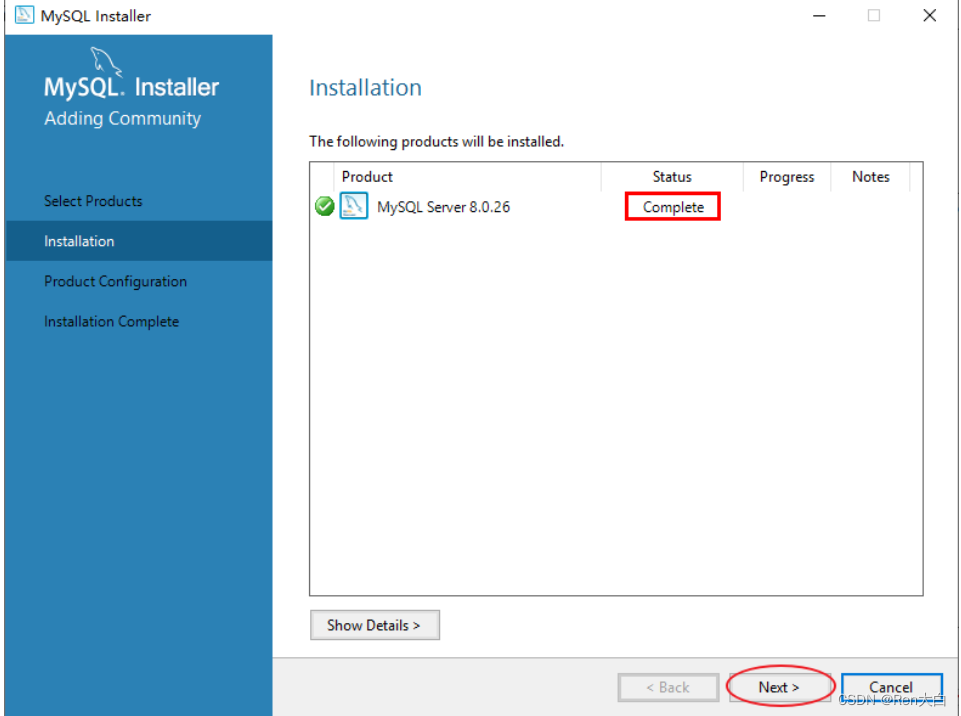 MySQL Installer
MySQL. Installer
Adding Community
Select Products
Installation
Product Configuration
Installation Complete
Installation
The following products will be installed.
Product Status Progress Notes
MySQL Server 8.0.26 Complete
Show Details >
< Back Next > Cancel
CSDN @Ren大白